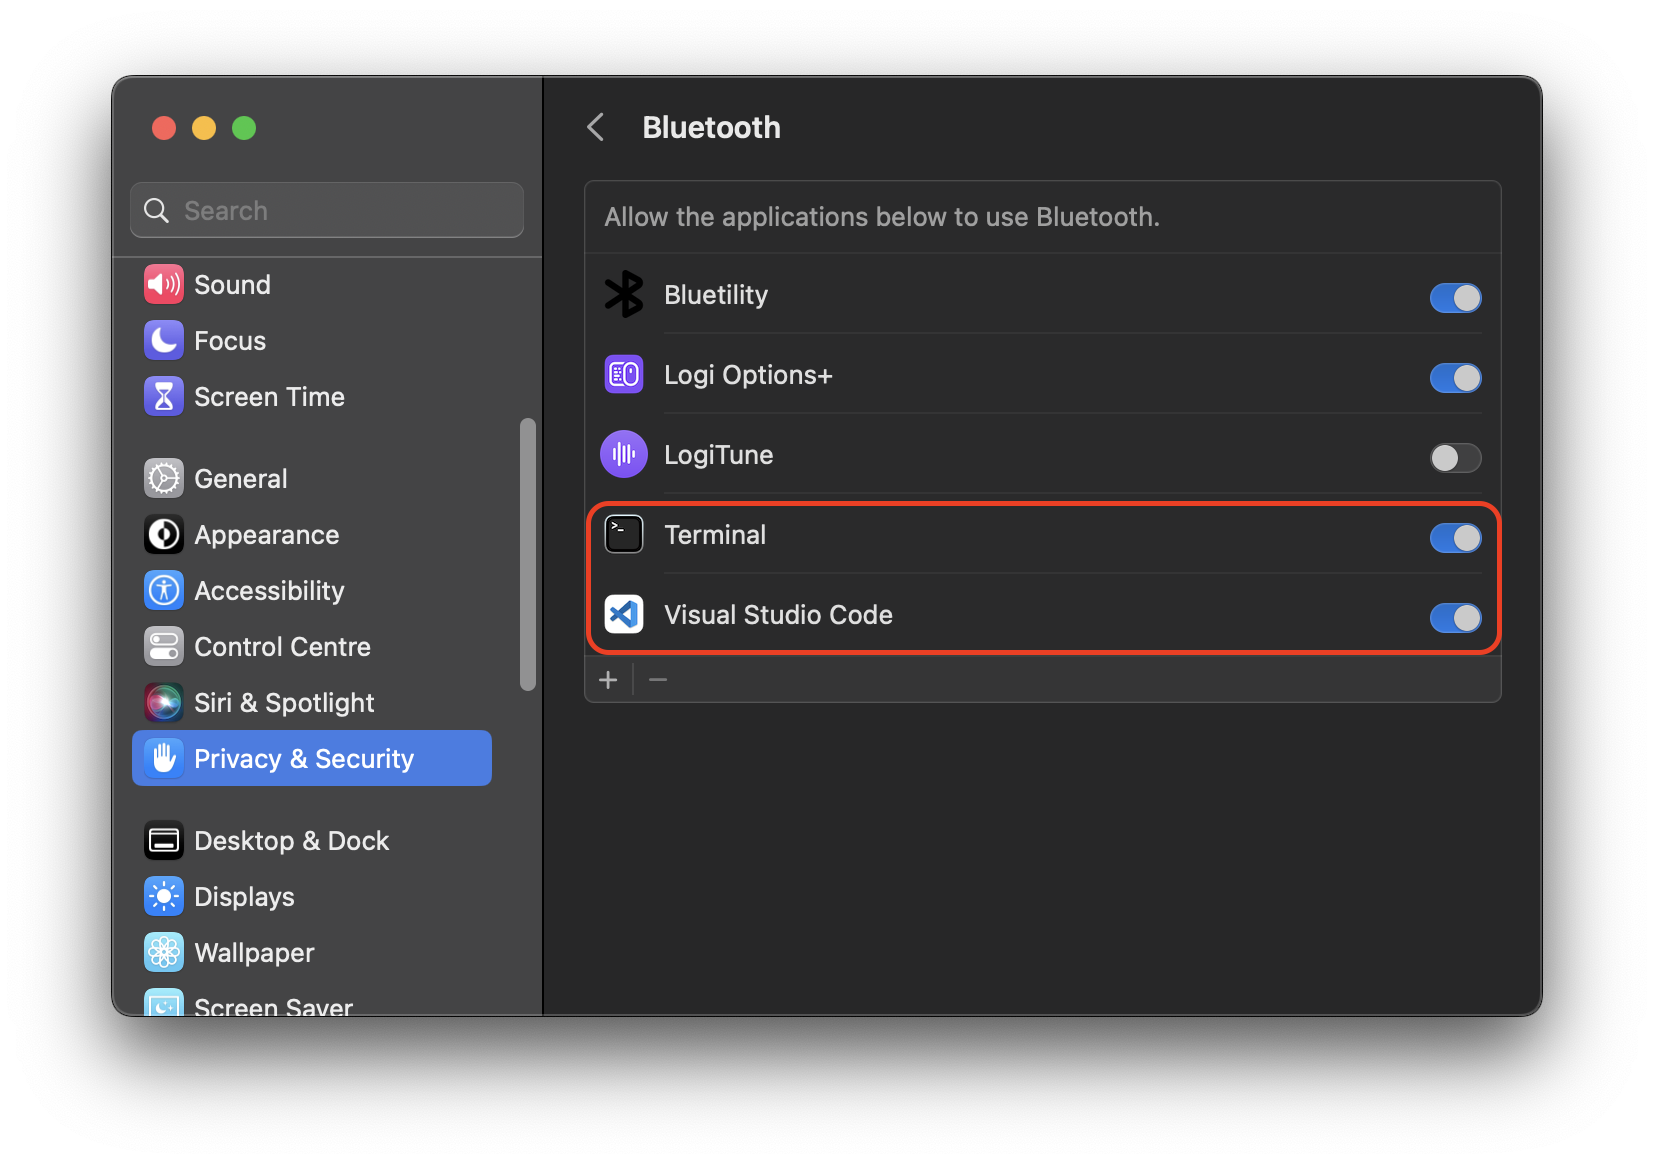 Search
Sound
Focus
Screen Time
General
Appearance
Accessibility
Control Centre
Siri & Spotlight
Privacy & Security
Desktop & Dock
Displays
Wallpaper
Screen Saver
Bluetooth
Allow the applications below to use Bluetooth.
Bluetility
Logi Options+
LogiTune
Terminal
Visual Studio Code